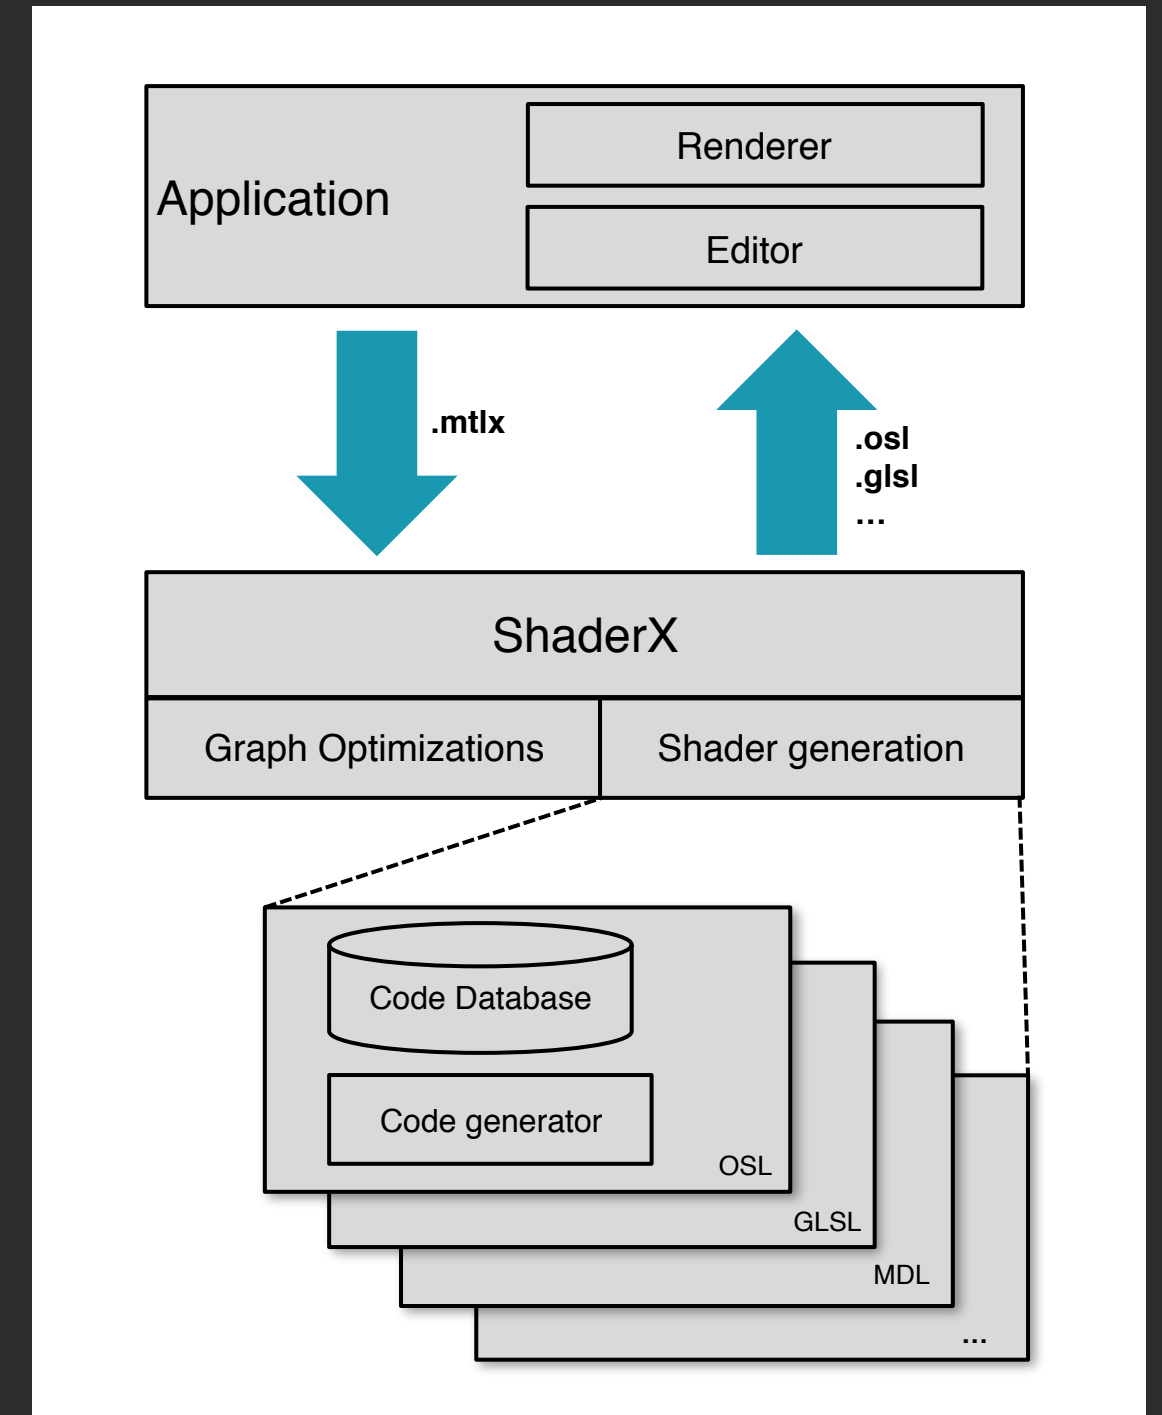 Application
Renderer
Editor
.mtlx
.osl
.glsl
...
ShaderX
Graph Optimizations
Shader generation
Code Database
Code generator
OSL
GLSL
MDL
...